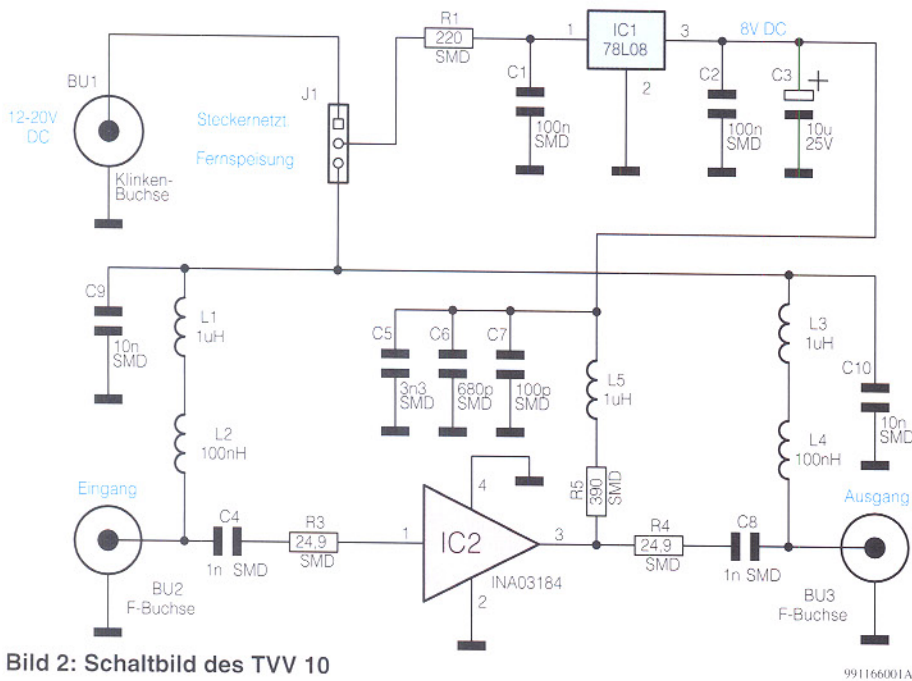 R1
220
SMD
1
IC1
78L08
3
8V DC
2
BU1
J1
C1
100n
SMD
C2
100n
SMD
C3
+
10u
25V
12-20V
DC
Steckernetzt.
Fernspeisung
Klinken-
Buchse
C9
10n
SMD
L1
1uH
L2
100nH
C5
3n3
SMD
C6
680p
SMD
C7
100p
SMD
L5
1uH
L3
1uH
C10
10n
SMD
L4
100nH
R5
390
SMD
Eingang
C4
1n SMD
R3
24,9
SMD
1
4
IC2
3
2
INA03184
R4
24,9
SMD
C8
1n SMD
Ausgang
BU2
F-Buchse
BU3
F-Buchse
Bild 2: Schaltbild des TVV 10
991166001A